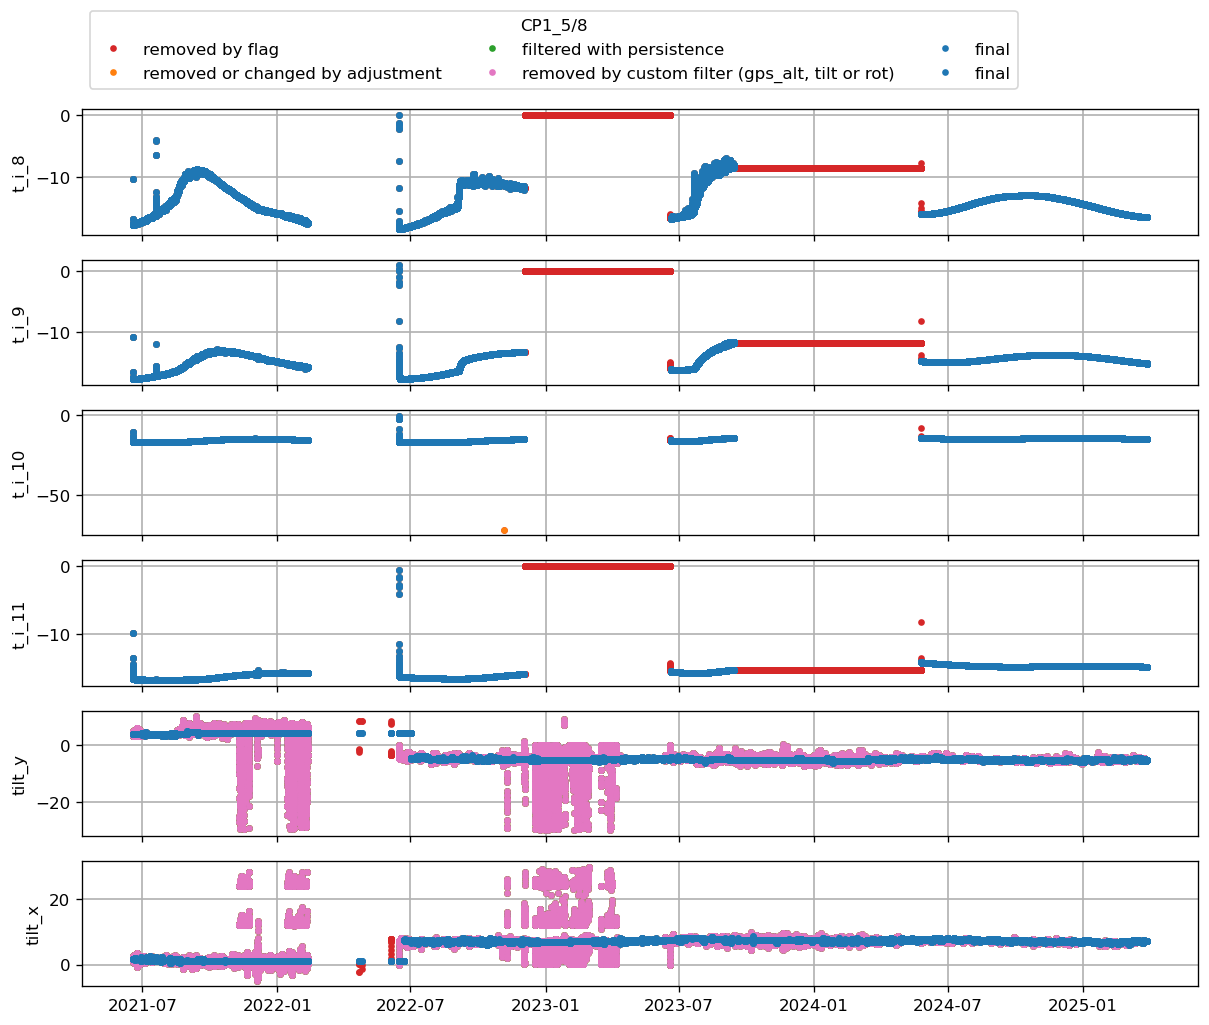 CP1_5/8
removed by flag
removed or changed by adjustment
filtered with persistence
removed by custom filter (gps_alt, tilt or rot)
final
final
t_i_8
0
−10
t_i_9
0
−10
t_i_10
0
−50
t_i_11
0
−10
tilt_y
0
−20
tilt_x
20
0
2021-07
2022-01
2022-07
2023-01
2023-07
2024-01
2024-07
2025-01